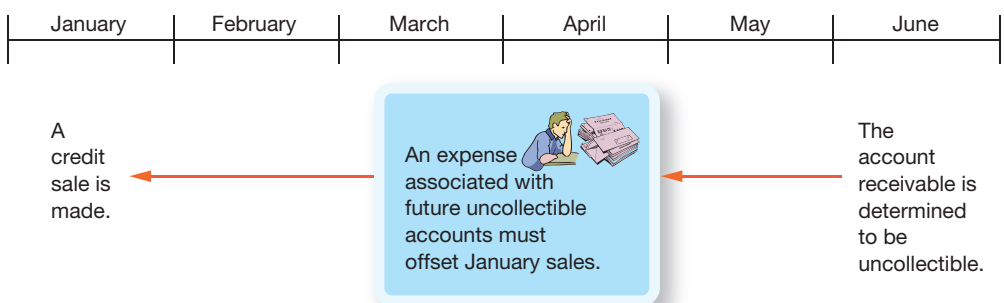 January February March April May June
A
credit
sale is
made.
An expense
associated with
future uncollectible
accounts must
offset January sales.
The
account
receivable is
determined
to be
uncollectible.